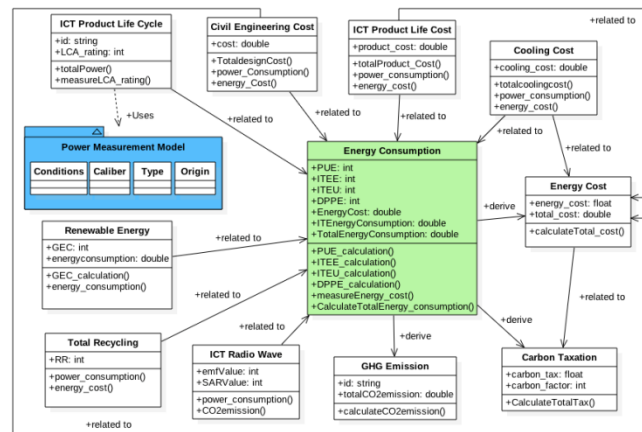 ICT Product Life Cycle
+id: string
+LCA_rating: int
+totalPower()
+measureLCA_rating()
Civil Engineering Cost
+cost: double
+TotaldesignCost()
+power_Consumption()
+energy_Cost()
ICT Product Life Cost
+product_cost: double
+totalProduct_Cost()
+power_consumption()
+energy_cost()
+related to
Cooling Cost
+cooling_cost: double
+totalcoolingcost()
+power_consumption()
+energy_cost()
+Uses
+related to
+related to
+related to
+related to
+related to
Power Measurement Model
Conditions
Caliber
Type
Origin
Energy Consumption
+PUE: int
+ITEE: int
+ITEU: int
+DPPE: int
+EnergyCost: double
+ITEnergyConsumption: double
+TotalEnergyConsumption: double
+PUE_calculation()
+ITEE_calculation()
+ITEU_calculation()
+DPPE_calculation()
+measureEnergy_cost()
+CalculateTotalEnergy_consumption()
+derive
Energy Cost
+energy_cost: float
+total_cost: double
+calculateTotal_cost()
Renewable Energy
+GEC: int
+energyconsumption: double
+GEC_calculation()
+energy_consumption()
+related to
+related to
+related to
Total Recycling
+RR: int
+power_consumption()
+energy_cost()
+related to
ICT Radio Wave
+emfValue: int
+SARValue: int
+power_consumption()
+CO2emission()
+derive
+derive
GHG Emission
+id: string
+totalCO2emission: double
+calculateCO2emission()
Carbon Taxation
+carbon_tax: float
+carbon_factor: int
+CalculateTotalTax()
+related to